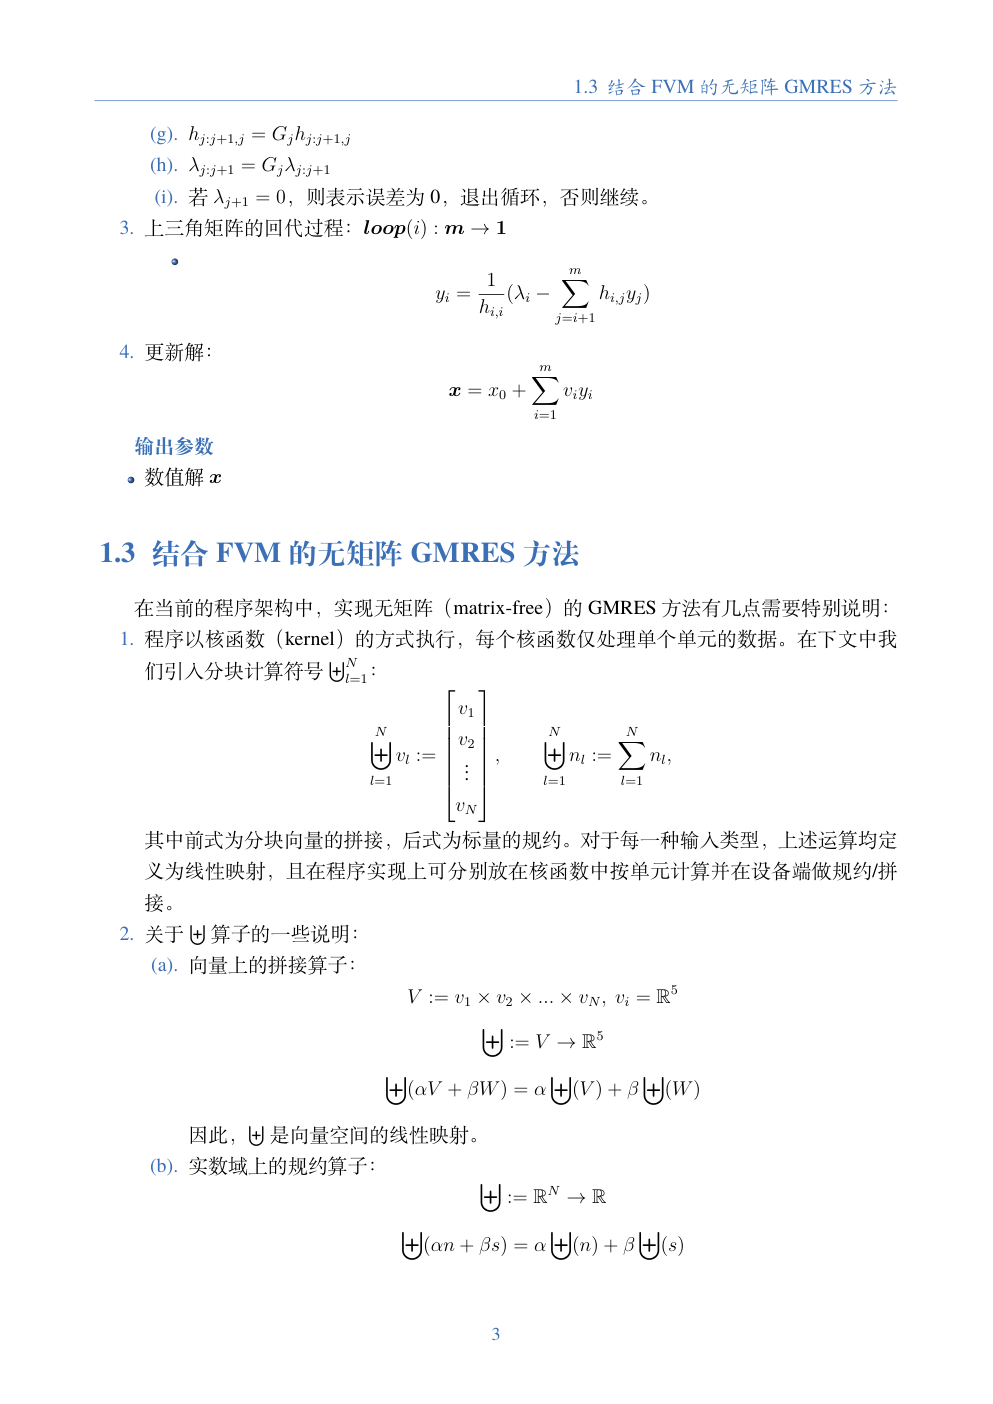 1.3 结合 FVM 的无矩阵 GMRES 方法
(g). h_{j:j+1,j} = G_j h_{j:j+1,j}
(h). λ_{j:j+1} = G_j λ_{j:j+1}
(i). 若 λ_{j+1} = 0，则表示误差为 0，退出循环，否则继续。
3. 上三角矩阵的回代过程：loop(i) : m → 1
• y_i = \frac{1}{h_{i,i}}(λ_i − \sum_{j=i+1}^{m} h_{i,j}y_j)
4. 更新解：
x = x_0 + \sum_{i=1}^{m} v_i y_i
输出参数
• 数值解 x
1.3 结合 FVM 的无矩阵 GMRES 方法
在当前的程序架构中，实现无矩阵（matrix-free）的 GMRES 方法有几点需要特别说明：
1. 程序以核函数（kernel）的方式执行，每个核函数仅处理单个单元的数据。在下文中我
们引入分块计算符号 ⨄_{l=1}^{N}：
⨄_{l=1}^{N} v_l := \begin{bmatrix} v_1 \\ v_2 \\ ⋮ \\ v_N \end{bmatrix}, ⨄_{l=1}^{N} n_l := \sum_{l=1}^{N} n_l,
其中前式为分块向量的拼接，后式为标量的规约。对于每一种输入类型，上述运算均定
义为线性映射，且在程序实现上可分别放在核函数中按单元计算并在设备端做规约/拼
接。
2. 关于 ⨄ 算子的一些说明：
(a). 向量上的拼接算子：
V := v_1 × v_2 × ... × v_N, v_i = ℝ^5
⨄ := V → ℝ^5
⨄(αV + βW) = α⨄(V) + β⨄(W)
因此，⨄ 是向量空间的线性映射。
(b). 实数域上的规约算子：
⨄ := ℝ^N → ℝ
⨄(αn + βs) = α⨄(n) + β⨄(s)
3